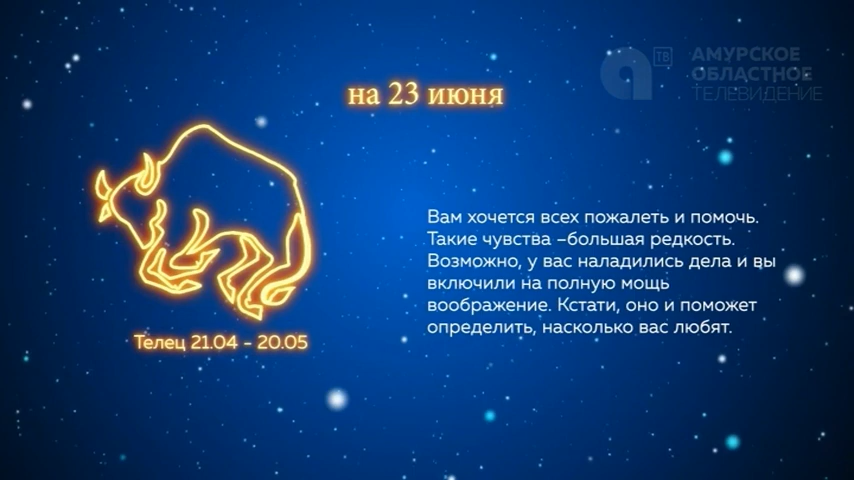 ТВ
АМУРСКОЕ
ОБЛАСТНОЕ
ТЕЛЕВИДЕНИЕ
на 23 июня
Вам хочется всех пожалеть и помочь.
Такие чувства –большая редкость.
Возможно, у вас наладились дела и вы
включили на полную мощь
воображение. Кстати, оно и поможет
определить, насколько вас любят.
Телец 21.04 - 20.05